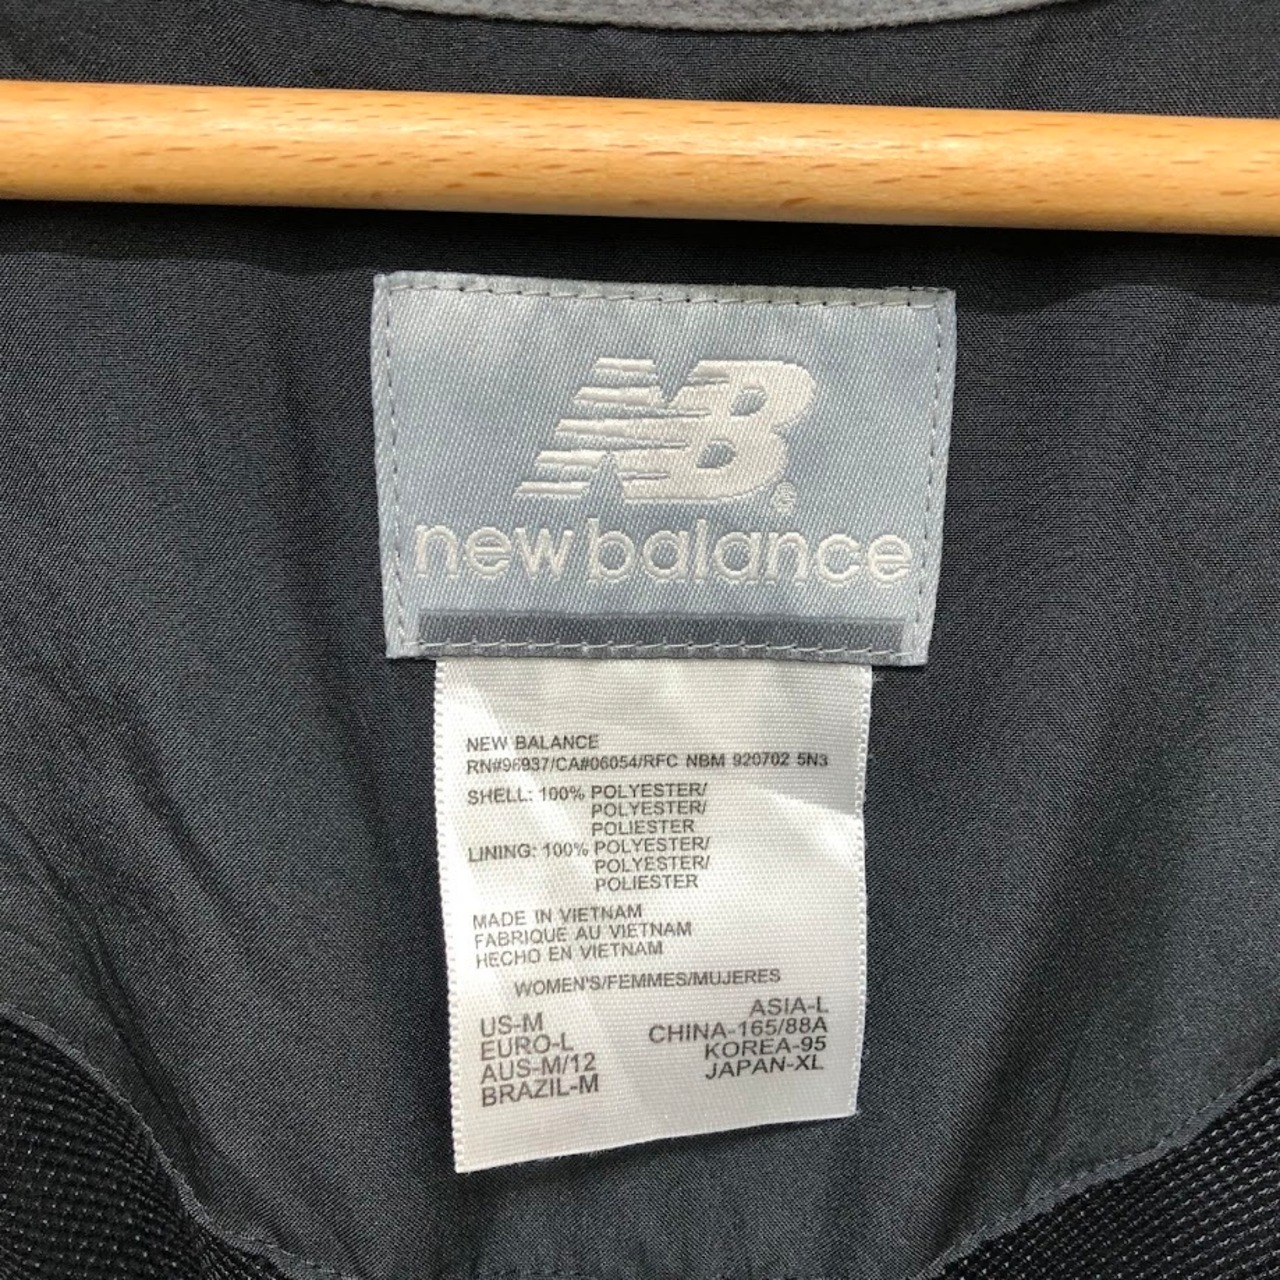 NB
new balance
NEW BALANCE
RN#96937/CA#06054/RFC NBM 920702 5N3
SHELL: 100% POLYESTER/
POLYESTER/
POLIESTER
LINING: 100% POLYESTER/
POLYESTER/
POLIESTER
MADE IN VIETNAM
FABRIQUE AU VIETNAM
HECHO EN VIETNAM
WOMEN'S/FEMMES/MUJERES
US-M
EURO-L
AUS-M/12
BRAZIL-M
ASIA-L
CHINA-165/88A
KOREA-95
JAPAN-XL